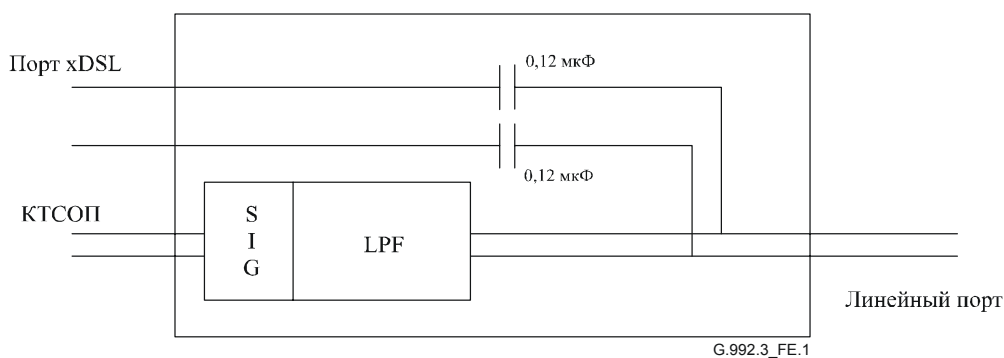 Порт xDSL
0,12 мкФ
0,12 мкФ
КТСОП
S
I
G
LPF
Линейный порт
G.992.3_FE.1